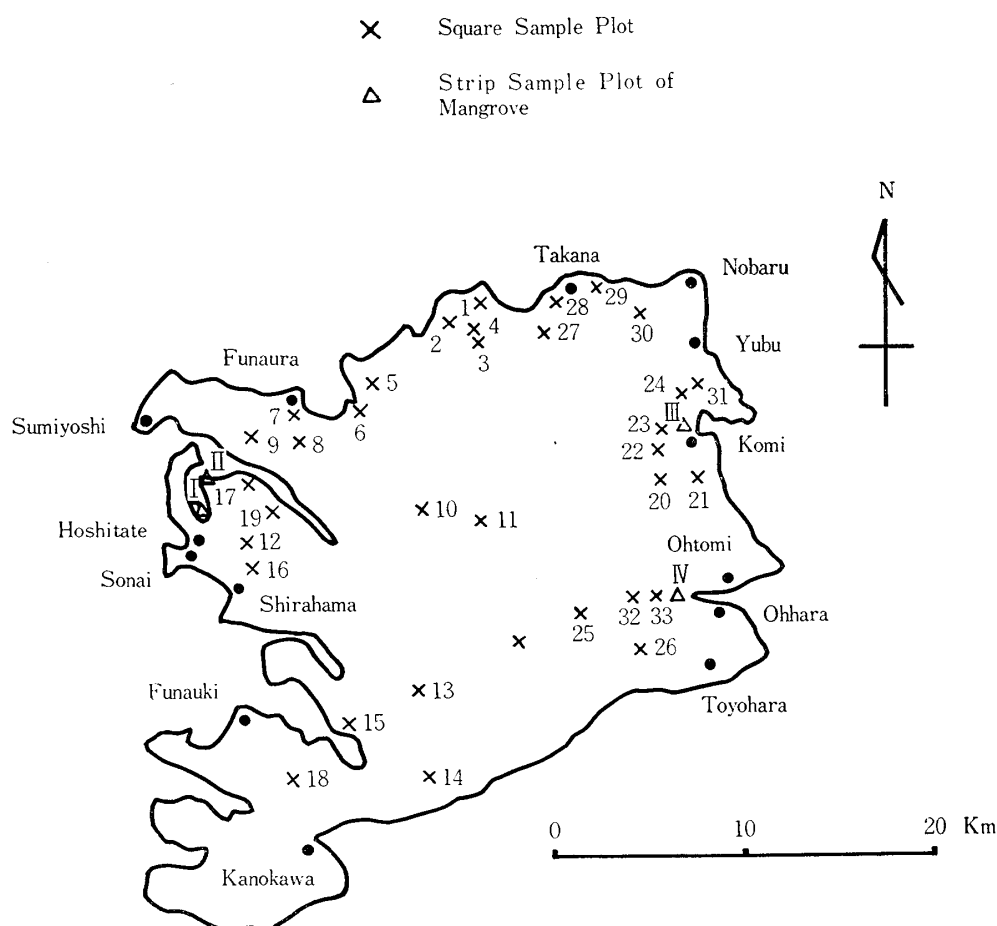 Square Sample Plot
Strip Sample Plot of
Mangrove
N
Takana
Nobaru
1
28
29
2
4
27
30
3
Yubu
Funaura
5
24
31
7
6
III
Sumiyoshi
9
8
23
Komi
II
22
I
17
20
21
19
10
11
Hoshitate
12
Ohtomi
Sonai
16
IV
Shirahama
32
33
Ohhara
25
26
Funauki
13
Toyohara
15
18
14
0
10
20 Km
Kanokawa